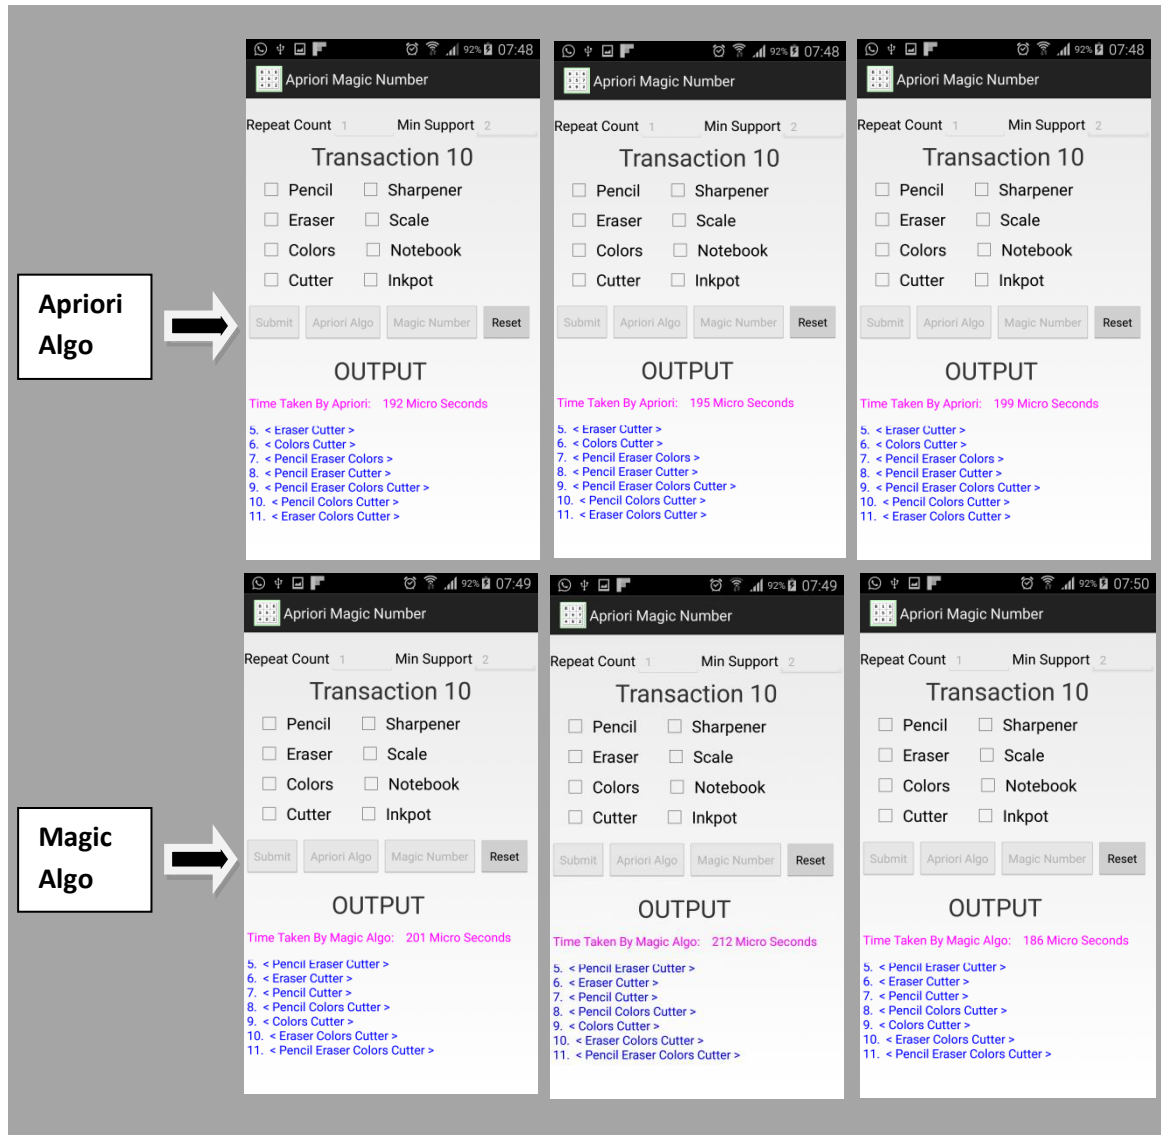 92% 07:48
Apriori Magic Number
Repeat Count 1 Min Support 2
Transaction 10
Pencil Sharpener
Eraser Scale
Colors Notebook
Cutter Inkpot
Submit Apriori Algo Magic Number Reset
OUTPUT
Time Taken By Apriori: 192 Micro Seconds
5. < Eraser Cutter >
6. < Colors Cutter >
7. < Pencil Eraser Colors >
8. < Pencil Eraser Cutter >
9. < Pencil Eraser Colors Cutter >
10. < Pencil Colors Cutter >
11. < Eraser Colors Cutter >
92% 07:48
Apriori Magic Number
Repeat Count 1 Min Support 2
Transaction 10
Pencil Sharpener
Eraser Scale
Colors Notebook
Cutter Inkpot
Submit Apriori Algo Magic Number Reset
OUTPUT
Time Taken By Apriori: 195 Micro Seconds
5. < Eraser Cutter >
6. < Colors Cutter >
7. < Pencil Eraser Colors >
8. < Pencil Eraser Cutter >
9. < Pencil Eraser Colors Cutter >
10. < Pencil Colors Cutter >
11. < Eraser Colors Cutter >
92% 07:48
Apriori Magic Number
Repeat Count 1 Min Support 2
Transaction 10
Pencil Sharpener
Eraser Scale
Colors Notebook
Cutter Inkpot
Submit Apriori Algo Magic Number Reset
OUTPUT
Time Taken By Apriori: 199 Micro Seconds
5. < Eraser Cutter >
6. < Colors Cutter >
7. < Pencil Eraser Colors >
8. < Pencil Eraser Cutter >
9. < Pencil Eraser Colors Cutter >
10. < Pencil Colors Cutter >
11. < Eraser Colors Cutter >
Apriori
Algo
92% 07:49
Apriori Magic Number
Repeat Count 1 Min Support 2
Transaction 10
Pencil Sharpener
Eraser Scale
Colors Notebook
Cutter Inkpot
Submit Apriori Algo Magic Number Reset
OUTPUT
Time Taken By Magic Algo: 201 Micro Seconds
5. < Pencil Eraser Cutter >
6. < Eraser Cutter >
7. < Pencil Cutter >
8. < Pencil Colors Cutter >
9. < Colors Cutter >
10. < Eraser Colors Cutter >
11. < Pencil Eraser Colors Cutter >
92% 07:49
Apriori Magic Number
Repeat Count 1 Min Support 2
Transaction 10
Pencil Sharpener
Eraser Scale
Colors Notebook
Cutter Inkpot
Submit Apriori Algo Magic Number Reset
OUTPUT
Time Taken By Magic Algo: 212 Micro Seconds
5. < Pencil Eraser Cutter >
6. < Eraser Cutter >
7. < Pencil Cutter >
8. < Pencil Colors Cutter >
9. < Colors Cutter >
10. < Eraser Colors Cutter >
11. < Pencil Eraser Colors Cutter >
92% 07:50
Apriori Magic Number
Repeat Count 1 Min Support 2
Transaction 10
Pencil Sharpener
Eraser Scale
Colors Notebook
Cutter Inkpot
Submit Apriori Algo Magic Number Reset
OUTPUT
Time Taken By Magic Algo: 186 Micro Seconds
5. < Pencil Eraser Cutter >
6. < Eraser Cutter >
7. < Pencil Cutter >
8. < Pencil Colors Cutter >
9. < Colors Cutter >
10. < Eraser Colors Cutter >
11. < Pencil Eraser Colors Cutter >
Magic
Algo